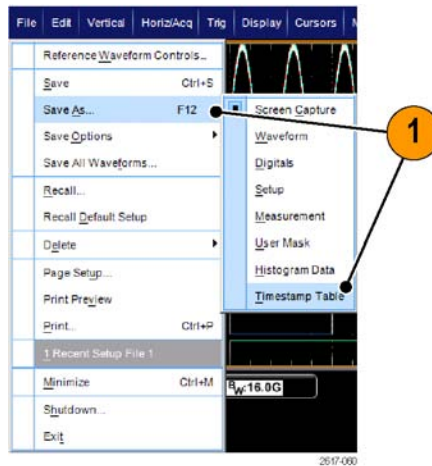 File Edit Vertical Horiz/Acq Trig Display Cursors
Reference Waveform Controls...
Save Ctrl+S
Save As... F12
Save Options
Save All Waveforms...
Recall...
Recall Default Setup
Delete
Page Setup...
Print Preview
Print... Ctrl+P
1 Recent Setup File 1
Minimize Ctrl+M
Shutdown...
Exit
Screen Capture
Waveform
Digitals
Setup
Measurement
User Mask
Histogram Data
Timestamp Table
1
BW:16.0G
2617-060